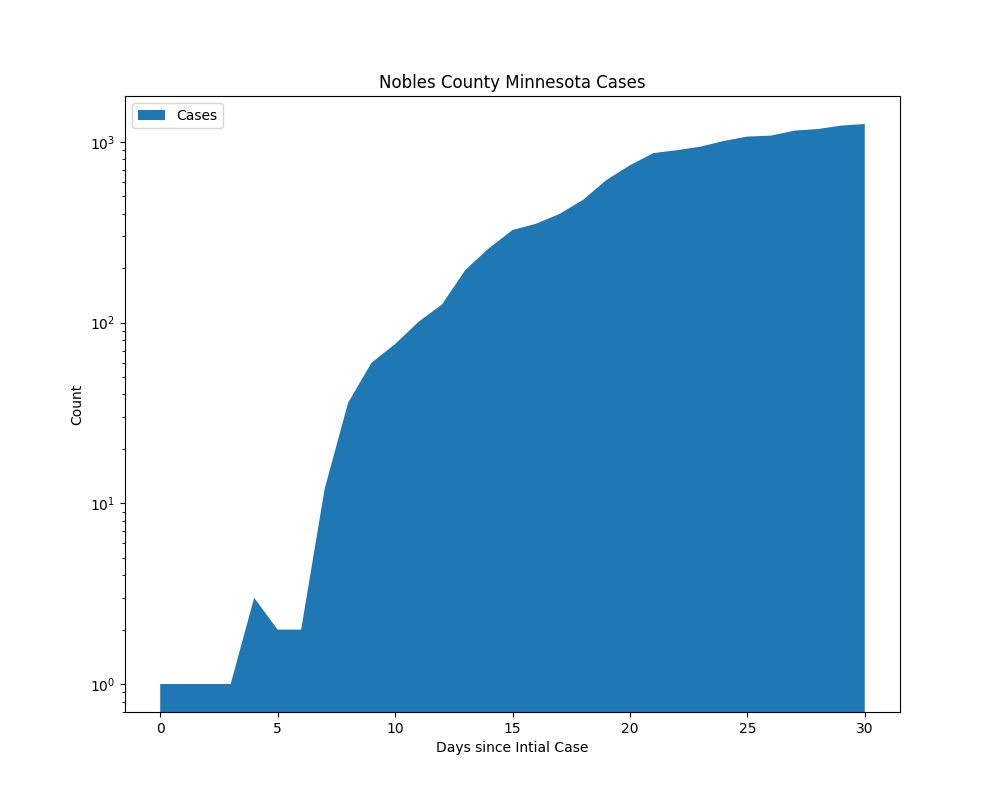 Nobles County Minnesota Cases
Cases
10³
10²
10¹
10⁰
Count
0 5 10 15 20 25 30
Days since Intial Case